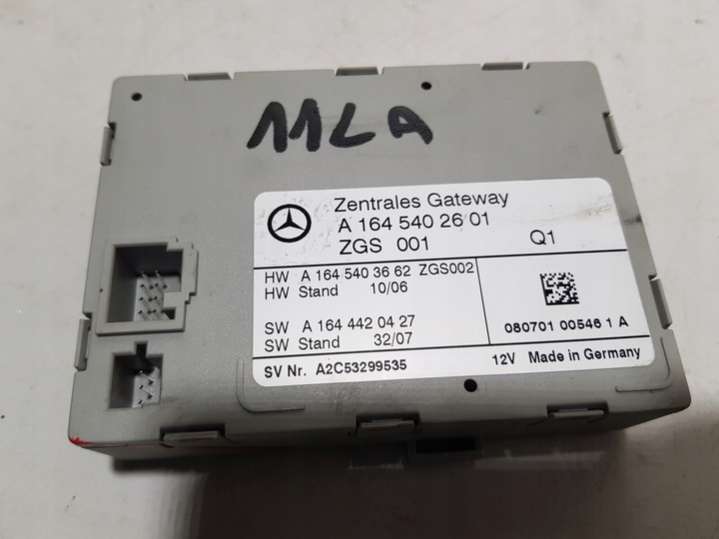 11LA
Zentrales Gateway
A 164 540 26 01
ZGS 001 Q1
HW A 164 540 36 62 ZGS002
HW Stand 10/06
SW A 164 442 04 27
SW Stand 32/07
080701 00546 1 A
SV Nr. A2C53299535
12V Made in Germany